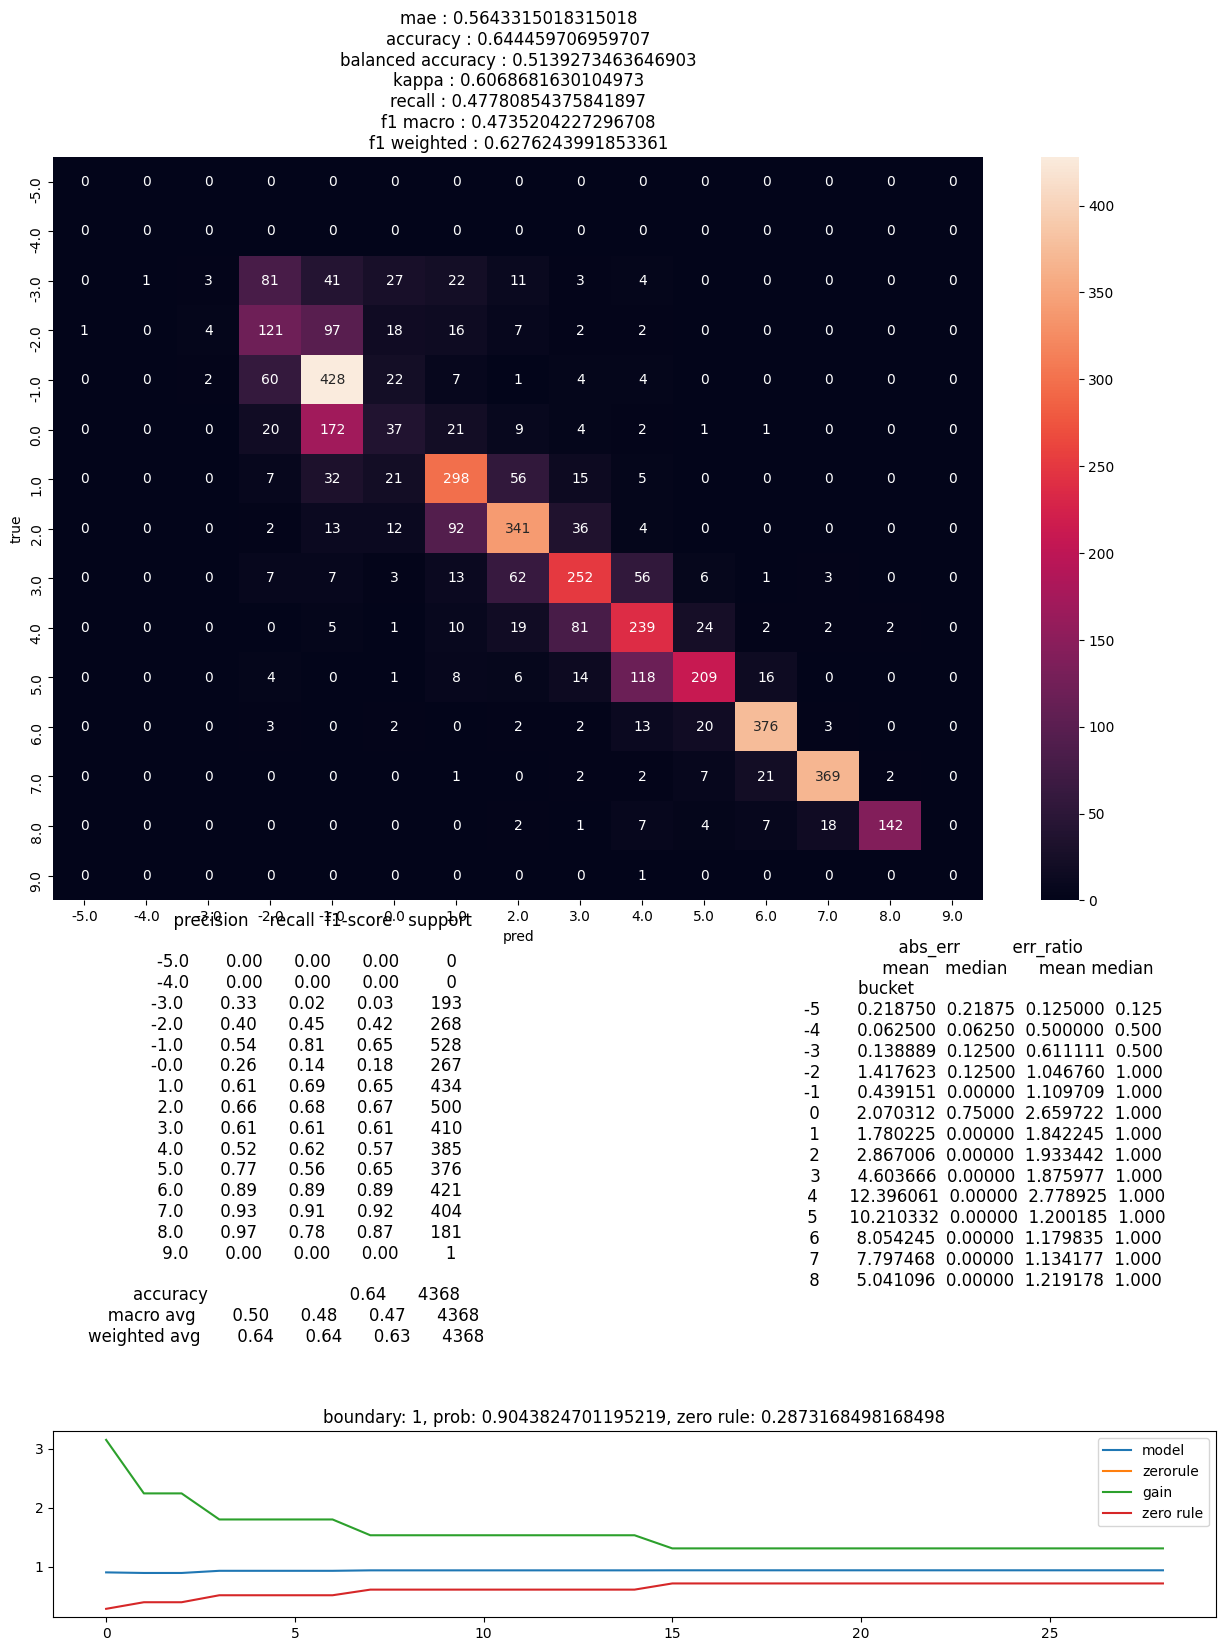 mae : 0.5643315018315018
accuracy : 0.644459706959707
balanced accuracy : 0.5139273463646903
kappa : 0.6068681630104973
recall : 0.47780854375841897
f1 macro : 0.4735204227296708
f1 weighted : 0.6276243991853361
-5.0 0 0 0 0 0 0 0 0 0 0 0 0 0 0 0
-4.0 0 0 0 0 0 0 0 0 0 0 0 0 0 0 0
-3.0 0 1 3 81 41 27 22 11 3 4 0 0 0 0 0
-2.0 1 0 4 121 97 18 16 7 2 2 0 0 0 0 0
-1.0 0 0 2 60 428 22 7 1 4 4 0 0 0 0 0
0.0 0 0 0 20 172 37 21 9 4 2 1 1 0 0 0
1.0 0 0 0 7 32 21 298 56 15 5 0 0 0 0 0
2.0 0 0 0 2 13 12 92 341 36 4 0 0 0 0 0
3.0 0 0 0 7 7 3 13 62 252 56 6 1 3 0 0
4.0 0 0 0 0 5 1 10 19 81 239 24 2 2 2 0
5.0 0 0 0 4 0 1 8 6 14 118 209 16 0 0 0
6.0 0 0 0 3 0 2 0 2 2 13 20 376 3 0 0
7.0 0 0 0 0 0 0 1 0 2 2 7 21 369 2 0
8.0 0 0 0 0 0 0 0 2 1 7 4 7 18 142 0
9.0 0 0 0 0 0 0 0 0 0 1 0 0 0 0 0
true
-5.0 -4.0 -3.0 -2.0 -1.0 0.0 1.0 2.0 3.0 4.0 5.0 6.0 7.0 8.0 9.0
pred
400
350
300
250
200
150
100
50
0
precision recall f1-score support
-5.0 0.00 0.00 0.00 0
-4.0 0.00 0.00 0.00 0
-3.0 0.33 0.02 0.03 193
-2.0 0.40 0.45 0.42 268
-1.0 0.54 0.81 0.65 528
-0.0 0.26 0.14 0.18 267
1.0 0.61 0.69 0.65 434
2.0 0.66 0.68 0.67 500
3.0 0.61 0.61 0.61 410
4.0 0.52 0.62 0.57 385
5.0 0.77 0.56 0.65 376
6.0 0.89 0.89 0.89 421
7.0 0.93 0.91 0.92 404
8.0 0.97 0.78 0.87 181
9.0 0.00 0.00 0.00 1
accuracy 0.64 4368
macro avg 0.50 0.48 0.47 4368
weighted avg 0.64 0.64 0.63 4368
abs_err err_ratio
mean median mean median
bucket
-5 0.218750 0.21875 0.125000 0.125
-4 0.062500 0.06250 0.500000 0.500
-3 0.138889 0.12500 0.611111 0.500
-2 1.417623 0.12500 1.046760 1.000
-1 0.439151 0.00000 1.109709 1.000
0 2.070312 0.75000 2.659722 1.000
1 1.780225 0.00000 1.842245 1.000
2 2.867006 0.00000 1.933442 1.000
3 4.603666 0.00000 1.875977 1.000
4 12.396061 0.00000 2.778925 1.000
5 10.210332 0.00000 1.200185 1.000
6 8.054245 0.00000 1.179835 1.000
7 7.797468 0.00000 1.134177 1.000
8 5.041096 0.00000 1.219178 1.000
boundary: 1, prob: 0.9043824701195219, zero rule: 0.2873168498168498
3
2
1
model
zerorule
gain
zero rule
0 5 10 15 20 25